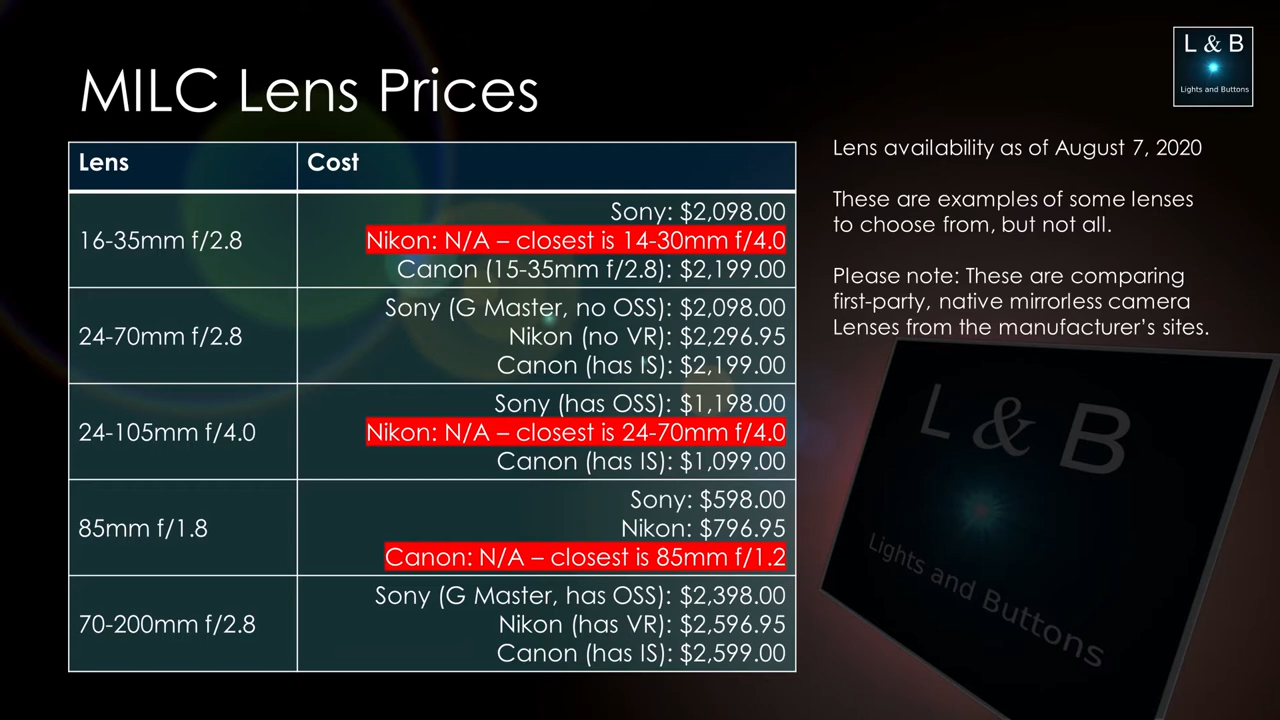 MILC Lens Prices
L & B
Lights and Buttons
Lens
Cost
16-35mm f/2.8
Sony: $2,098.00
Nikon: N/A – closest is 14-30mm f/4.0
Canon (15-35mm f/2.8): $2,199.00
24-70mm f/2.8
Sony (G Master, no OSS): $2,098.00
Nikon (no VR): $2,296.95
Canon (has IS): $2,199.00
24-105mm f/4.0
Sony (has OSS): $1,198.00
Nikon: N/A – closest is 24-70mm f/4.0
Canon (has IS): $1,099.00
85mm f/1.8
Sony: $598.00
Nikon: $796.95
Canon: N/A – closest is 85mm f/1.2
70-200mm f/2.8
Sony (G Master, has OSS): $2,398.00
Nikon (has VR): $2,596.95
Canon (has IS): $2,599.00
Lens availability as of August 7, 2020
These are examples of some lenses
to choose from, but not all.
Please note: These are comparing
first-party, native mirrorless camera
Lenses from the manufacturer's sites.
L & B
Lights and Buttons